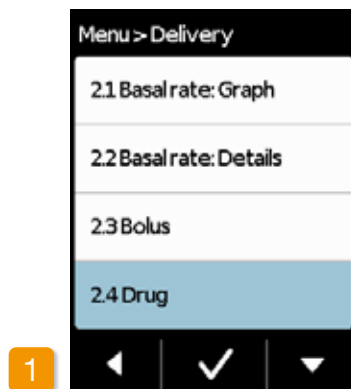 Menu > Delivery
2.1 Basal rate: Graph
2.2 Basal rate: Details
2.3 Bolus
2.4 Drug
1